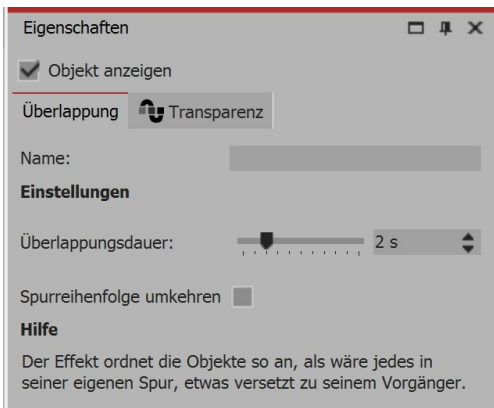 Eigenschaften
Objekt anzeigen
Überlappung Transparenz
Name:
Einstellungen
Überlappungsdauer: 2 s
Spurreihenfolge umkehren
Hilfe
Der Effekt ordnet die Objekte so an, als wäre jedes in
seiner eigenen Spur, etwas versetzt zu seinem Vorgänger.